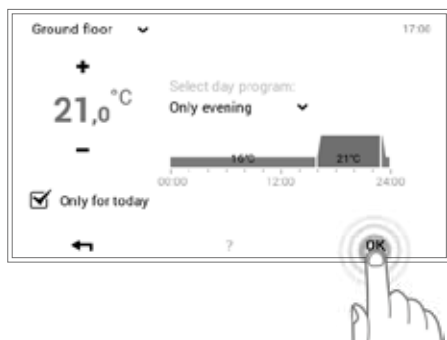 Ground floor 17:00
+
21,0°C
Select day program:
Only evening
−
16°C 21°C
00:00 12:00 24:00
Only for today
? OK